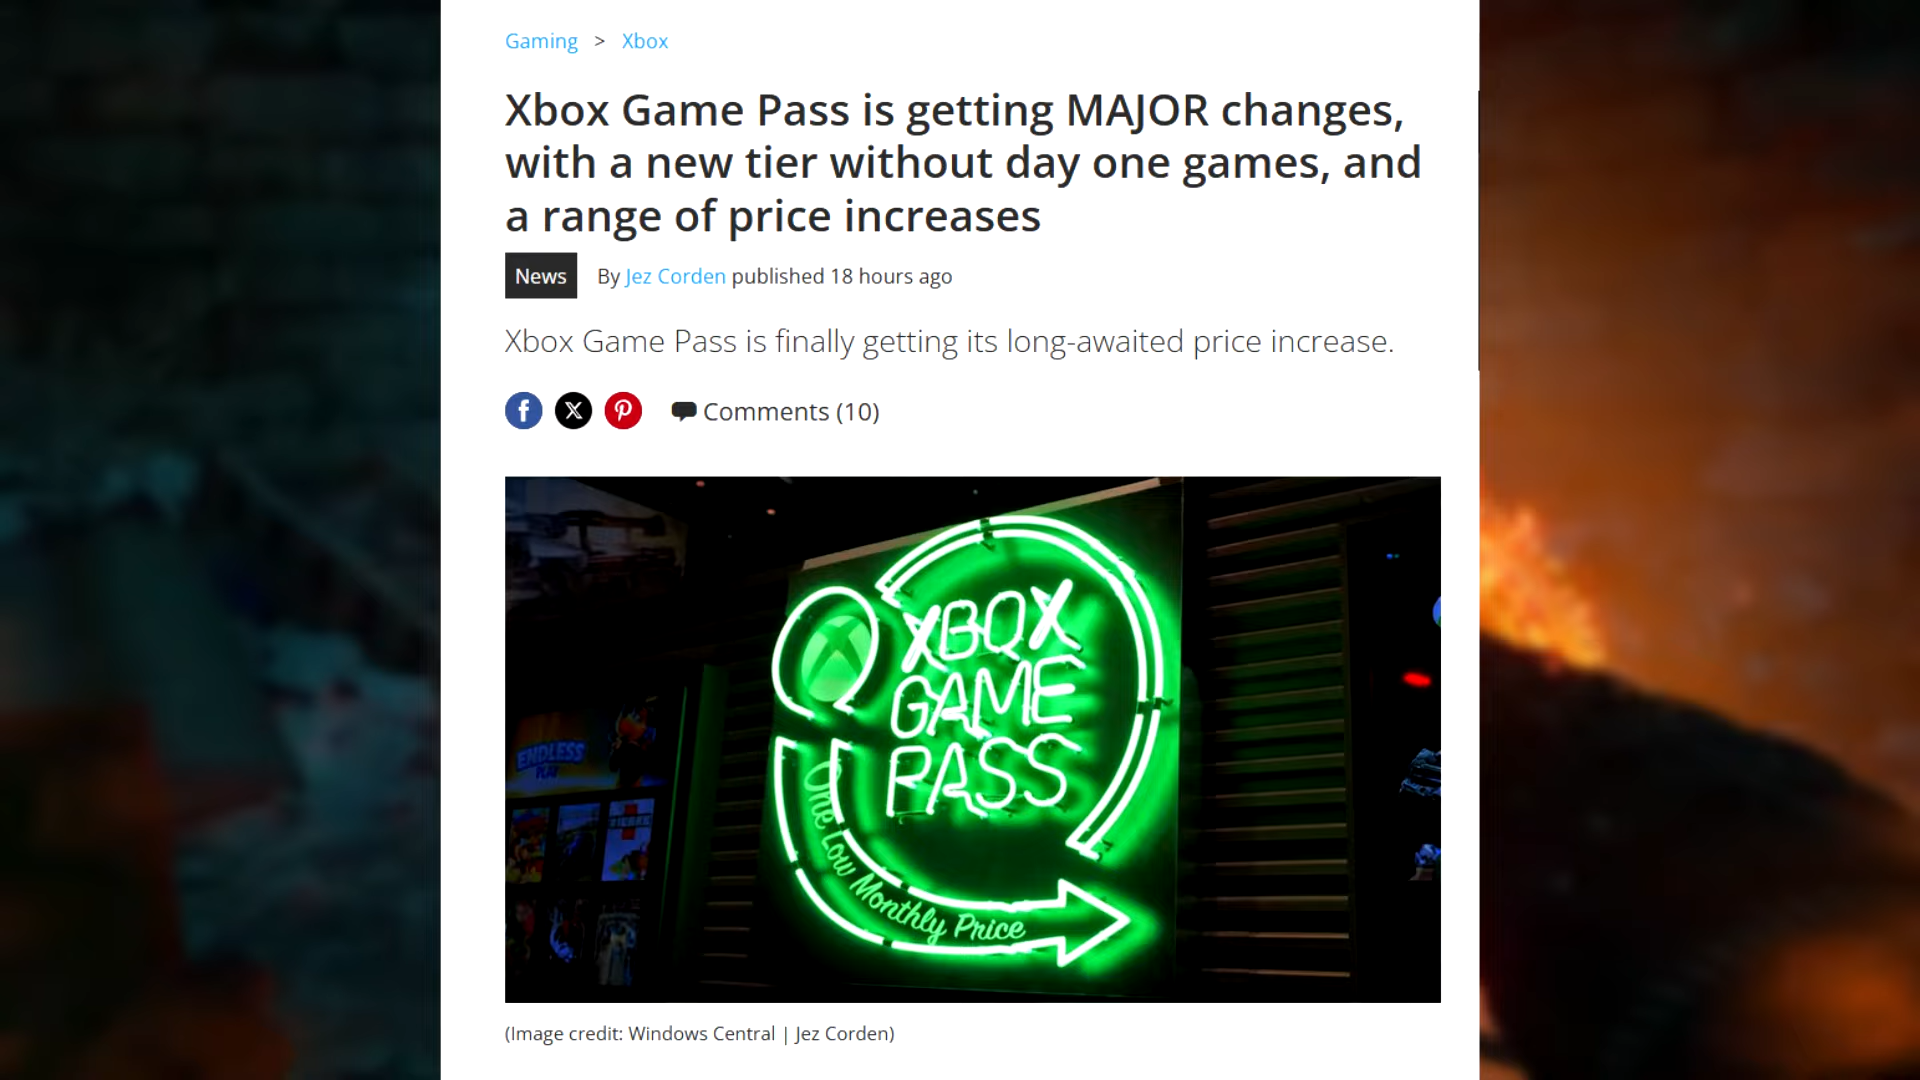 Gaming > Xbox
Xbox Game Pass is getting MAJOR changes,
with a new tier without day one games, and
a range of price increases
News By Jez Corden published 18 hours ago
Xbox Game Pass is finally getting its long-awaited price increase.
Comments (10)
XBOX
GAME
PASS
One Low Monthly Price
ENDLESS
PLAY
(Image credit: Windows Central | Jez Corden)